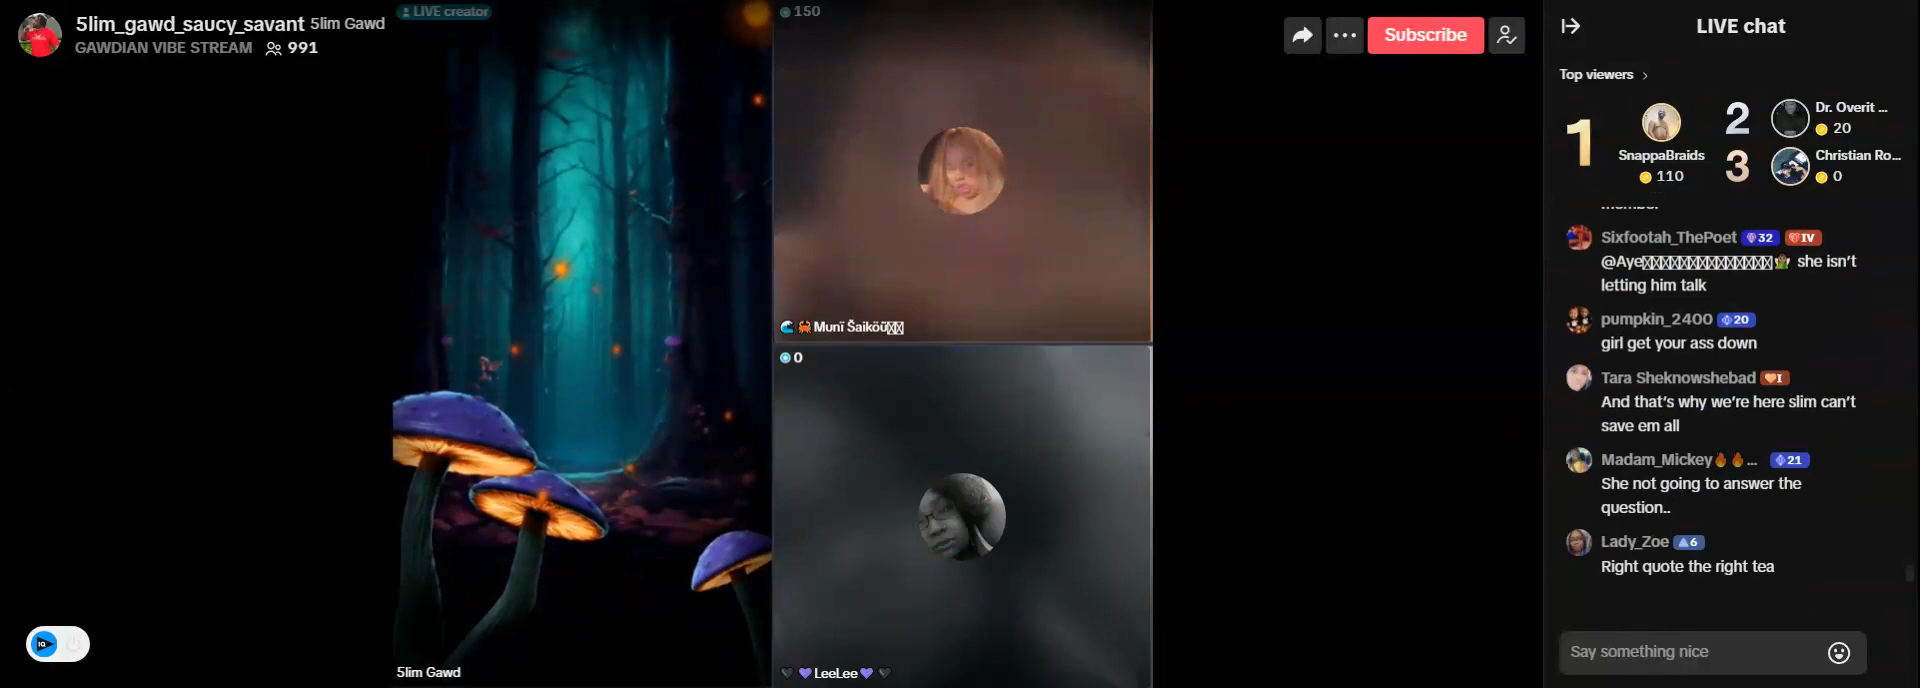 5lim_gawd_saucy_savant 5lim Gawd
GAWDIAN VIBE STREAM 991
LIVE creator
150
Subscribe
LIVE chat
Top viewers
1
SnappaBraids
110
2
Dr. Overit ...
20
3
Christian Ro...
0
Sixfootah_ThePoet 32 IV
@Aye she isn't
letting him talk
pumpkin_2400 20
girl get your ass down
Tara Sheknowshebad I
And that's why we're here slim can't
save em all
Madam_Mickey🔥🔥... 21
She not going to answer the
question..
Lady_Zoe 6
Right quote the right tea
Say something nice
🌊🦀 Munï Šaiköü
0
🖤💜LeeLee💜🖤
5lim Gawd